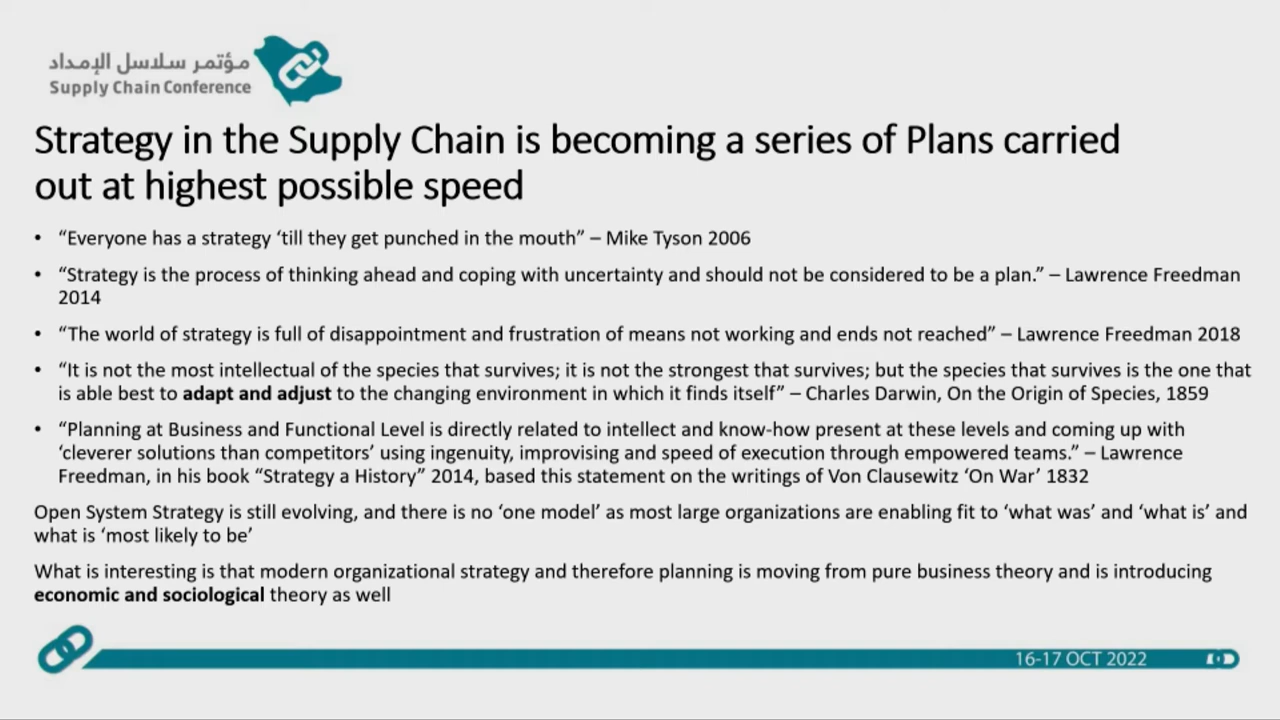 مؤتمر سلاسل الإمداد
Supply Chain Conference
Strategy in the Supply Chain is becoming a series of Plans carried
out at highest possible speed
• “Everyone has a strategy ‘till they get punched in the mouth” – Mike Tyson 2006
• “Strategy is the process of thinking ahead and coping with uncertainty and should not be considered to be a plan.” – Lawrence Freedman
2014
• “The world of strategy is full of disappointment and frustration of means not working and ends not reached” – Lawrence Freedman 2018
• “It is not the most intellectual of the species that survives; it is not the strongest that survives; but the species that survives is the one that
is able best to adapt and adjust to the changing environment in which it finds itself” – Charles Darwin, On the Origin of Species, 1859
• “Planning at Business and Functional Level is directly related to intellect and know-how present at these levels and coming up with
‘cleverer solutions than competitors’ using ingenuity, improvising and speed of execution through empowered teams.” – Lawrence
Freedman, in his book “Strategy a History” 2014, based this statement on the writings of Von Clausewitz ‘On War’ 1832
Open System Strategy is still evolving, and there is no ‘one model’ as most large organizations are enabling fit to ‘what was’ and ‘what is’ and
what is ‘most likely to be’
What is interesting is that modern organizational strategy and therefore planning is moving from pure business theory and is introducing
economic and sociological theory as well
16-17 OCT 2022